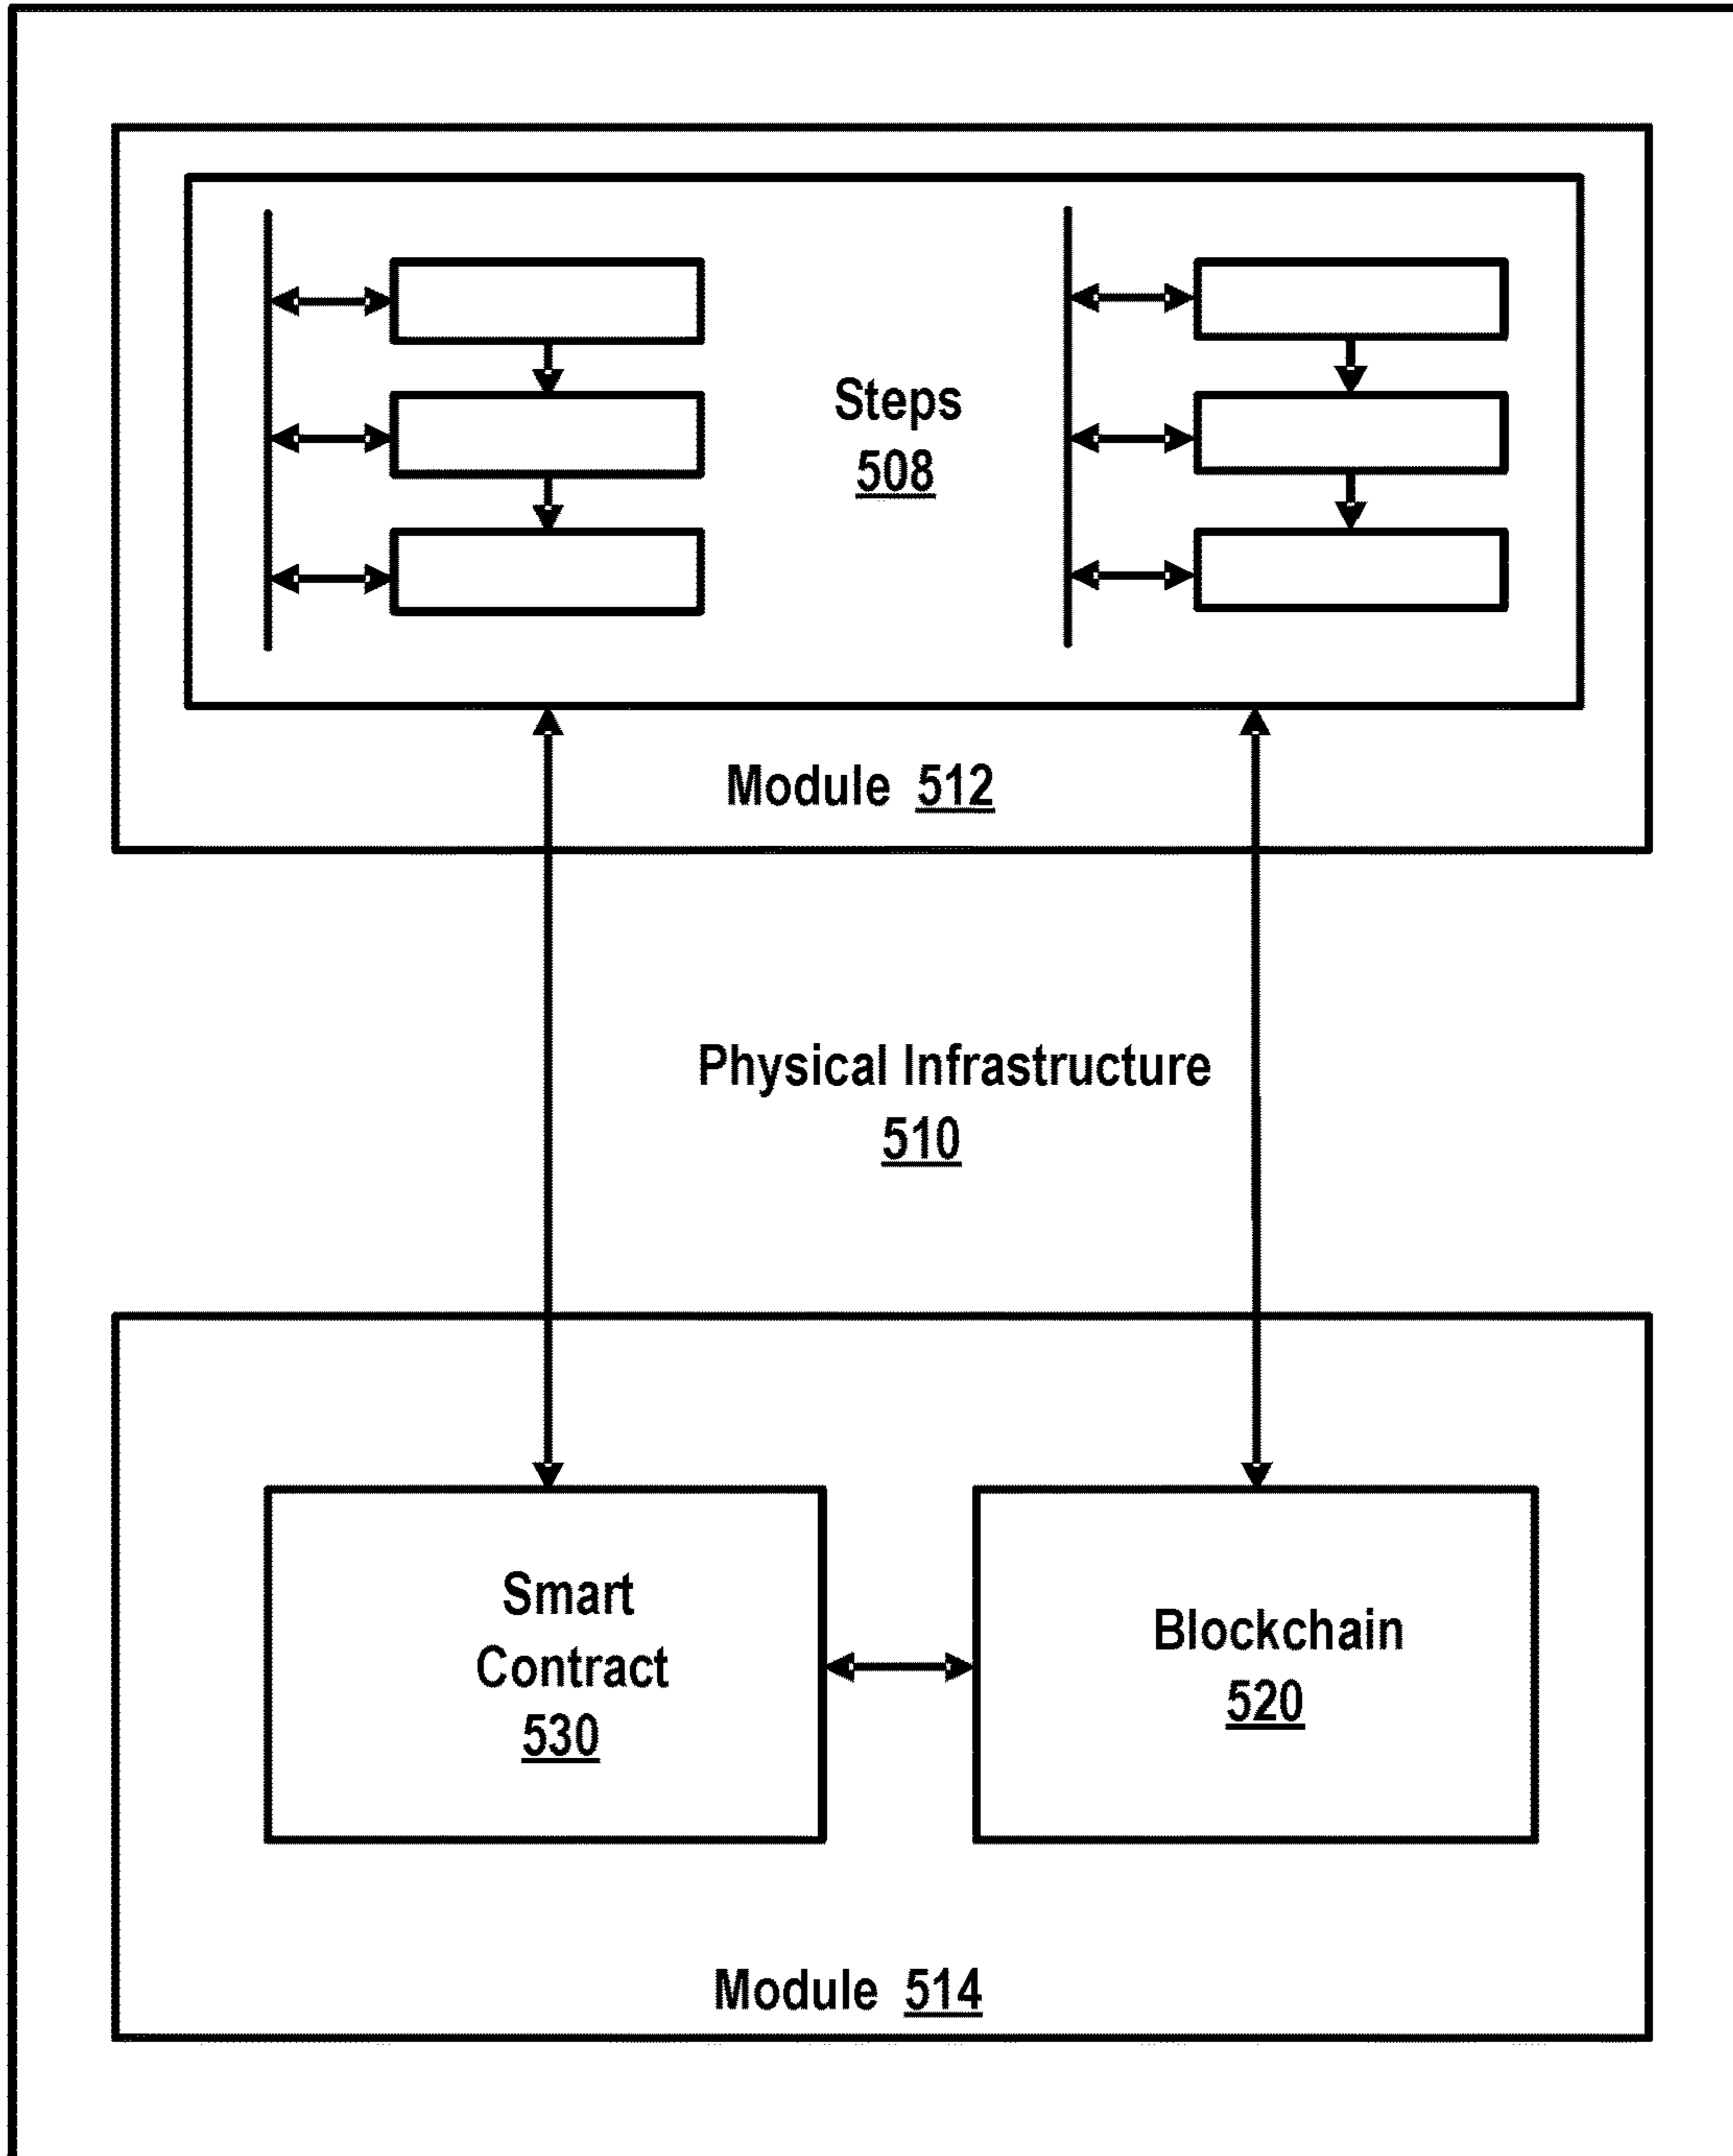 Steps
508
Module 512
Physical Infrastructure
510
Smart
Contract
530
Blockchain
520
Module 514